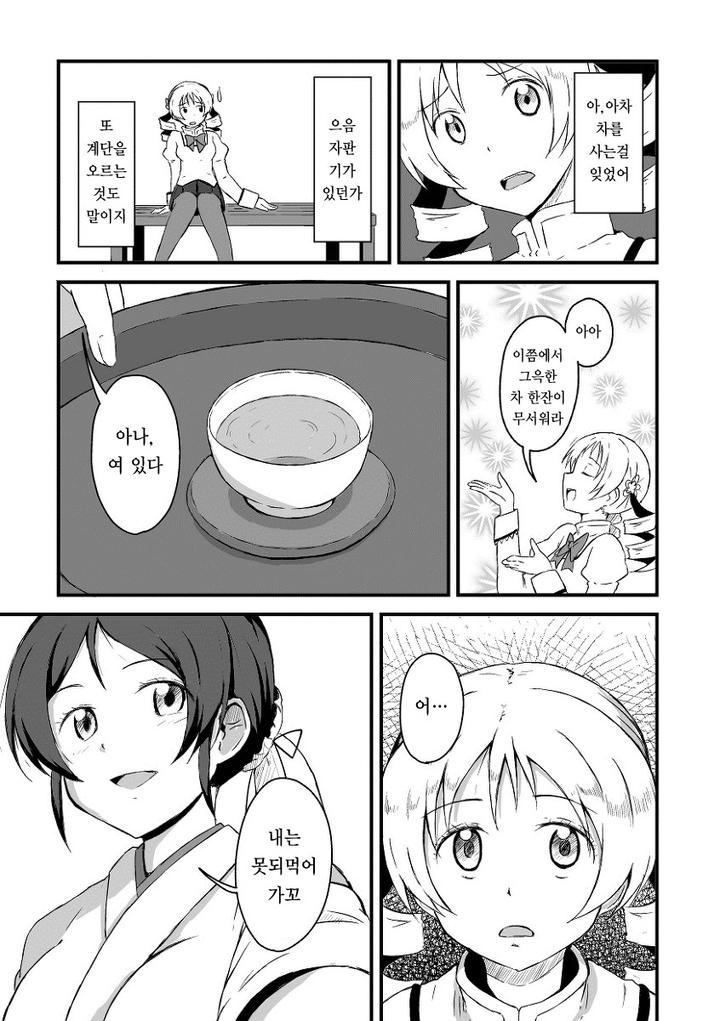 아, 아차
차를
사는걸
잊었어
으음
자판
기가
있던가
또
계단을
오르는
것도
말이지
아아
이쯤에서
그윽한
차 한잔이
무서워라
아나,
여 있다
어…
내는
못되먹어
가꼬